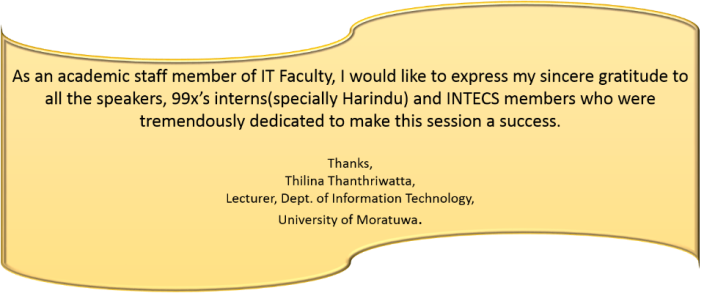 As an academic staff member of IT Faculty, I would like to express my sincere gratitude to
all the speakers, 99x’s interns(specially Harindu) and INTECS members who were
tremendously dedicated to make this session a success.
Thanks,
Thilina Thanthriwatta,
Lecturer, Dept. of Information Technology,
University of Moratuwa.